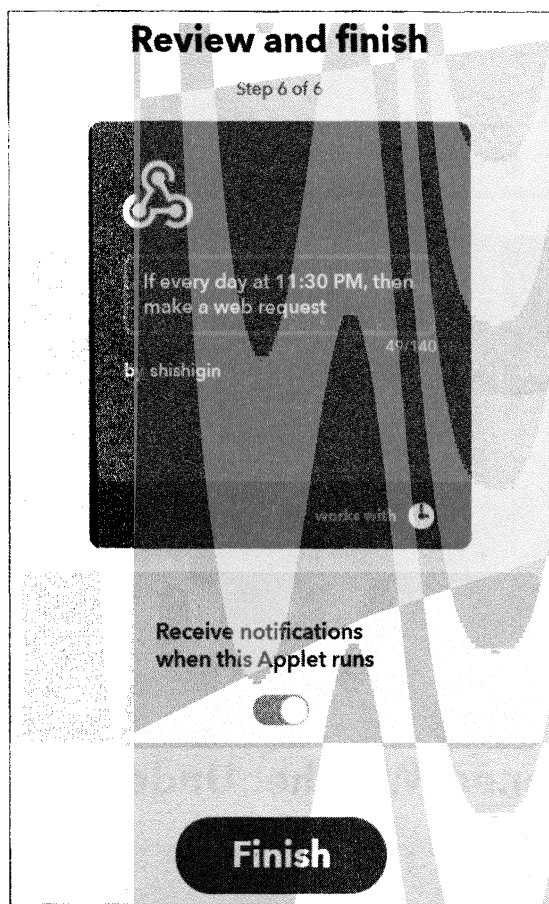 Review and finish
Step 6 of 6
If every day at 11:30 PM, then
make a web request
49/140
by shishigin
works with
Receive notifications
when this Applet runs
Finish